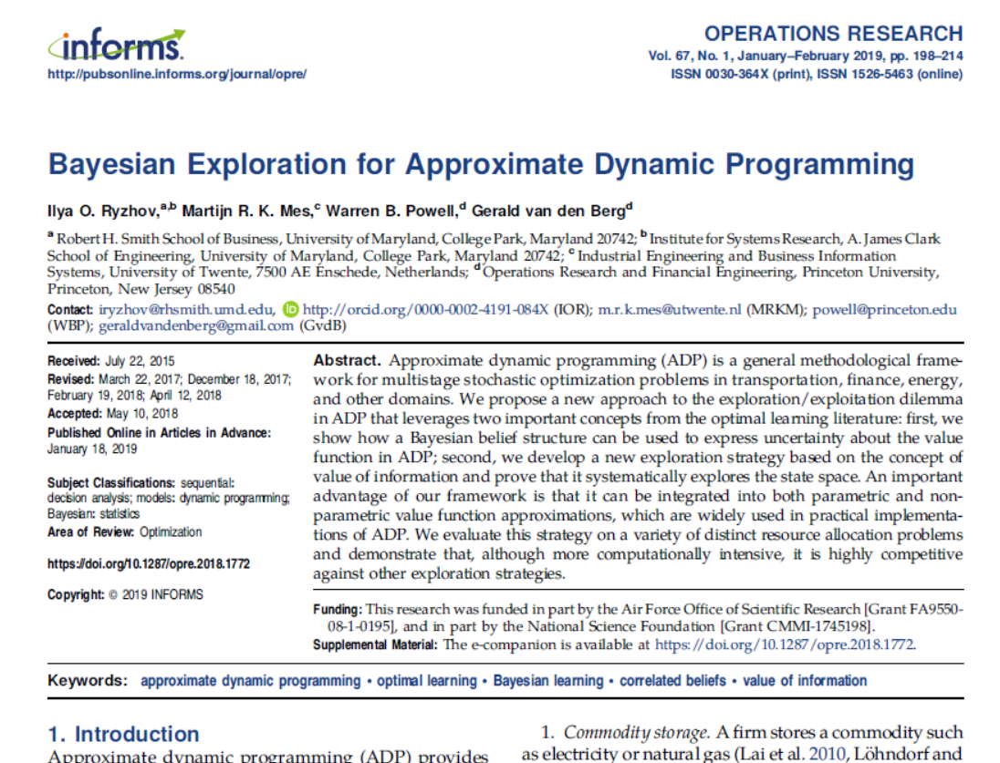 informs.
http://pubsonline.informs.org/journal/opre/
OPERATIONS RESEARCH
Vol. 67, No. 1, January–February 2019, pp. 198–214
ISSN 0030-364X (print), ISSN 1526-5463 (online)
Bayesian Exploration for Approximate Dynamic Programming
Ilya O. Ryzhov,a,b Martijn R. K. Mes,c Warren B. Powell,d Gerald van den Bergd
a Robert H. Smith School of Business, University of Maryland, College Park, Maryland 20742; b Institute for Systems Research, A. James Clark
School of Engineering, University of Maryland, College Park, Maryland 20742; c Industrial Engineering and Business Information
Systems, University of Twente, 7500 AE Enschede, Netherlands; d Operations Research and Financial Engineering, Princeton University,
Princeton, New Jersey 08540
Contact: iryzhov@rhsmith.umd.edu, iD http://orcid.org/0000-0002-4191-084X (IOR); m.r.k.mes@utwente.nl (MRKM); powell@princeton.edu
(WBP); geraldvandenberg@gmail.com (GvdB)
Received: July 22, 2015
Revised: March 22, 2017; December 18, 2017;
February 19, 2018; April 12, 2018
Accepted: May 10, 2018
Published Online in Articles in Advance:
January 18, 2019
Subject Classifications: sequential:
decision analysis; models: dynamic programming;
Bayesian: statistics
Area of Review: Optimization
https://doi.org/10.1287/opre.2018.1772
Copyright: © 2019 INFORMS
Abstract. Approximate dynamic programming (ADP) is a general methodological frame-
work for multistage stochastic optimization problems in transportation, finance, energy,
and other domains. We propose a new approach to the exploration/exploitation dilemma
in ADP that leverages two important concepts from the optimal learning literature: first, we
show how a Bayesian belief structure can be used to express uncertainty about the value
function in ADP; second, we develop a new exploration strategy based on the concept of
value of information and prove that it systematically explores the state space. An important
advantage of our framework is that it can be integrated into both parametric and non-
parametric value function approximations, which are widely used in practical implementa-
tions of ADP. We evaluate this strategy on a variety of distinct resource allocation problems
and demonstrate that, although more computationally intensive, it is highly competitive
against other exploration strategies.
Funding: This research was funded in part by the Air Force Office of Scientific Research [Grant FA9550-
08-1-0195], and in part by the National Science Foundation [Grant CMMI-1745198].
Supplemental Material: The e-companion is available at https://doi.org/10.1287/opre.2018.1772.
Keywords: approximate dynamic programming • optimal learning • Bayesian learning • correlated beliefs • value of information
1. Introduction
Approximate dynamic programming (ADP) provides
1. Commodity storage. A firm stores a commodity such
as electricity or natural gas (Lai et al. 2010, Löhndorf and